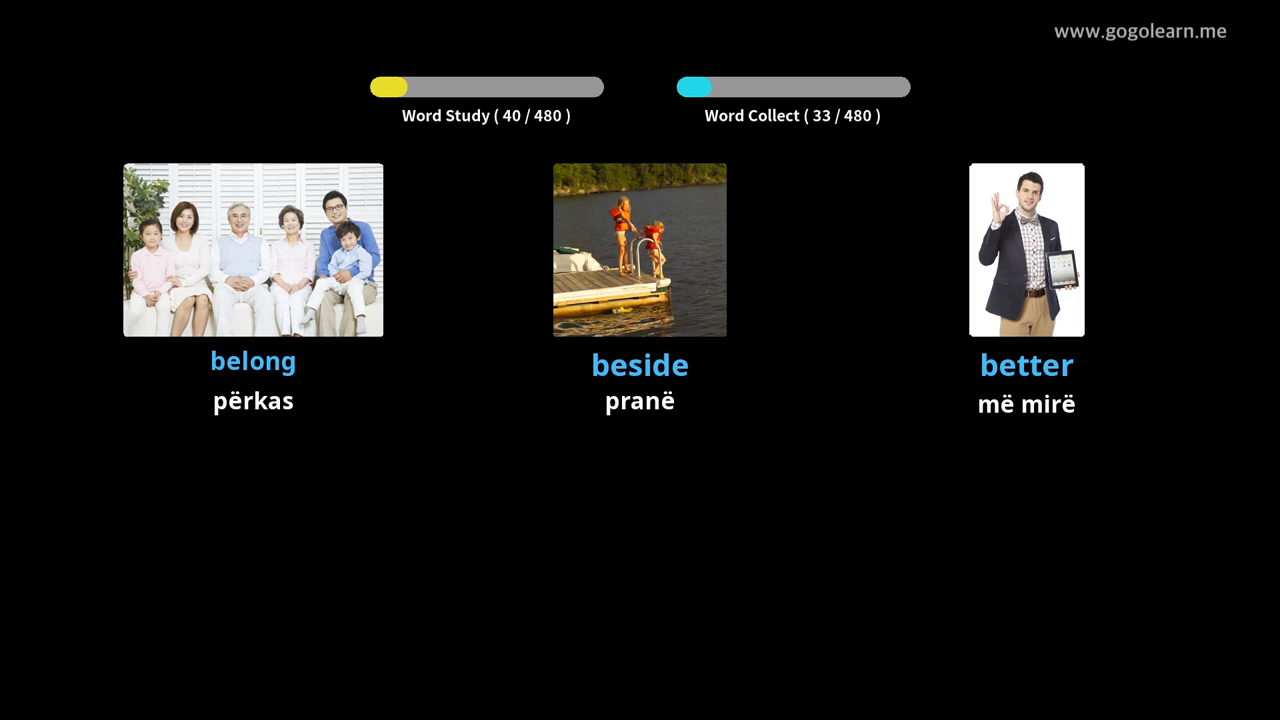 www.gogolearn.me
Word Study ( 40 / 480 )
Word Collect ( 33 / 480 )
belong
përkas
beside
pranë
better
më mirë